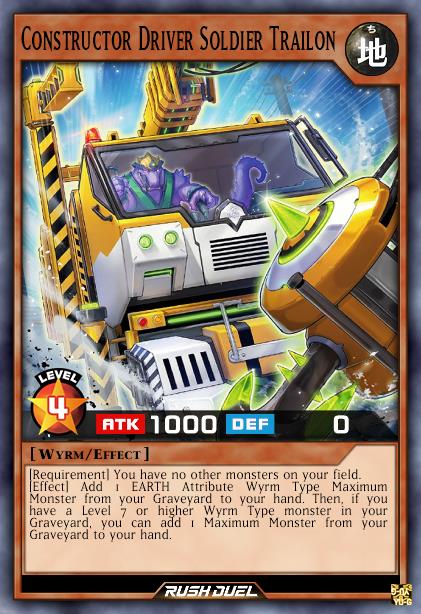 CONSTRUCTOR DRIVER SOLDIER TRAILON
ち
地
LEVEL
4
ATK 1000 DEF 0
[WYRM/EFFECT]
[Requirement] You have no other monsters on your field.
[Effect] Add 1 EARTH Attribute Wyrm Type Maximum
Monster from your Graveyard to your hand. Then, if you
have a Level 7 or higher Wyrm Type monster in your
Graveyard, you can add 1 Maximum Monster from your
Graveyard to your hand.
RUSH DUEL